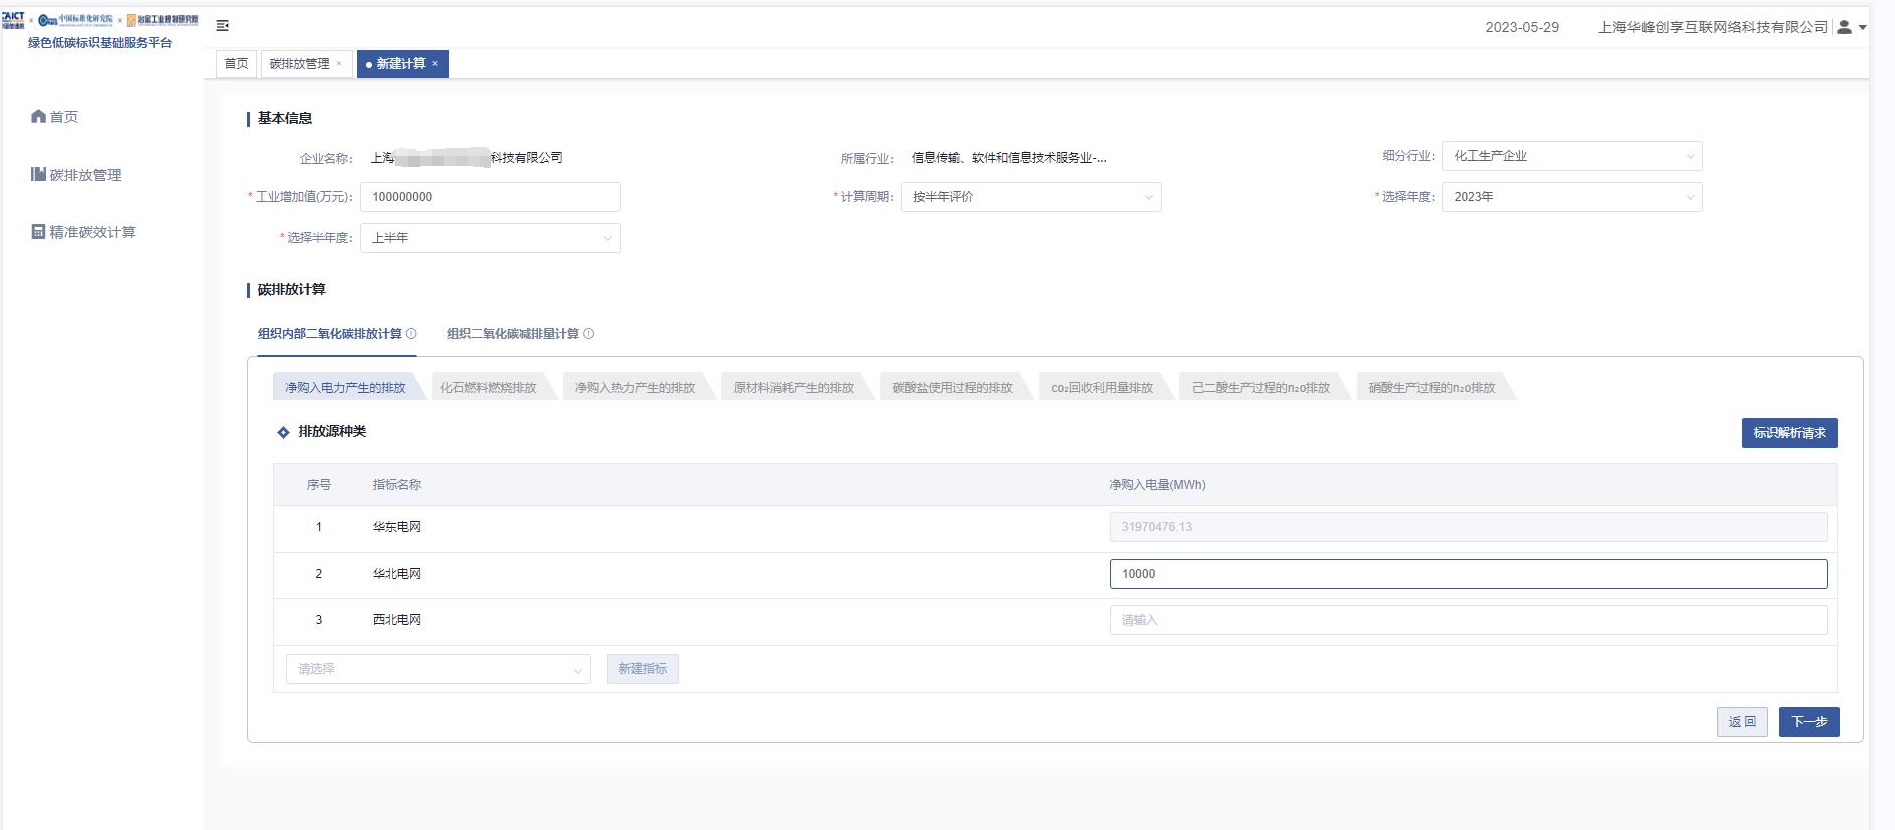 CAICT × 中国标准化研究院 × 冶金工业规划研究院
绿色低碳标识基础服务平台
2023-05-29 上海华峰创享互联网络科技有限公司
首页 碳排放管理 × 新建计算 ×
首页
碳排放管理
精准碳效计算
基本信息
企业名称: 上海 科技有限公司 所属行业: 信息传输、软件和信息技术服务业-... 细分行业: 化工生产企业
* 工业增加值(万元): 100000000 * 计算周期: 按半年评价 * 选择年度: 2023年
* 选择半年度: 上半年
碳排放计算
组织内部二氧化碳排放计算 组织二氧化碳减排量计算
净购入电力产生的排放 化石燃料燃烧排放 净购入热力产生的排放 原材料消耗产生的排放 碳酸盐使用过程的排放 co₂回收利用量排放 己二酸生产过程的n₂o排放 硝酸生产过程的n₂o排放
排放源种类 标识解析请求
序号 指标名称 净购入电量(MWh)
1 华东电网 31970476.13
2 华北电网 10000
3 西北电网 请输入
请选择 新建指标
返回 下一步